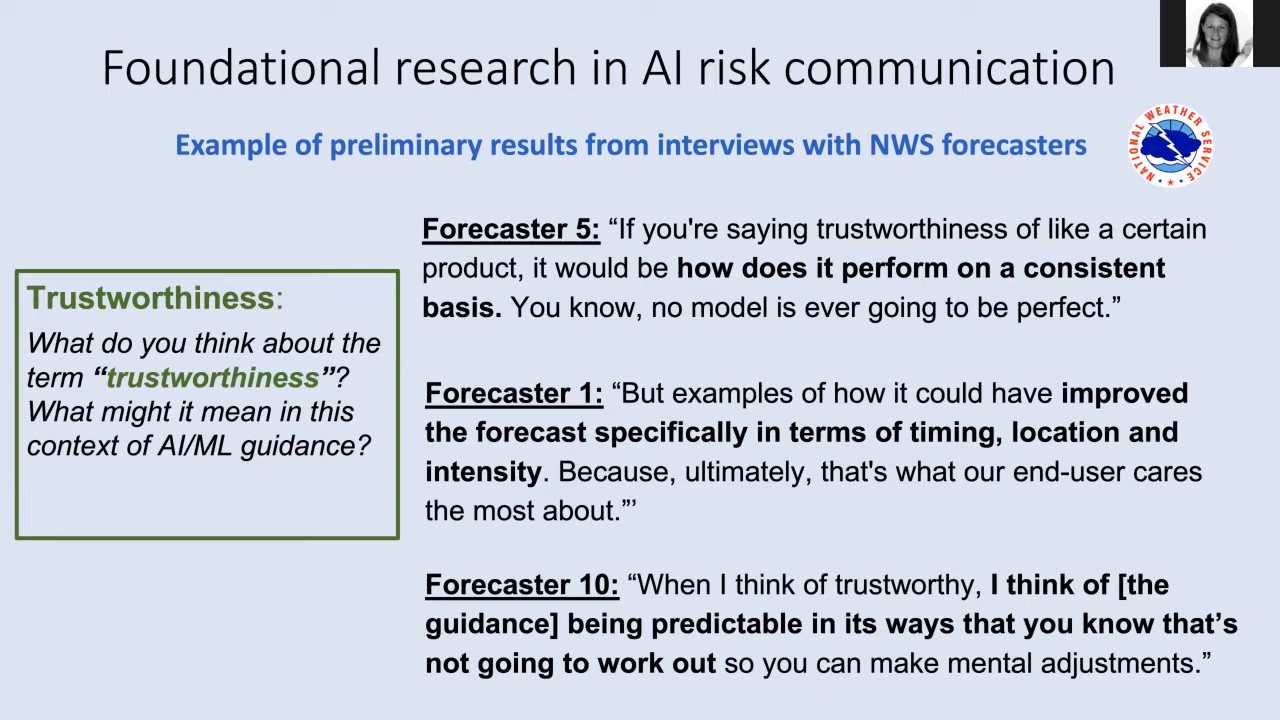 Foundational research in AI risk communication
Example of preliminary results from interviews with NWS forecasters
NATIONAL WEATHER SERVICE
Trustworthiness:
What do you think about the
term “trustworthiness”?
What might it mean in this
context of AI/ML guidance?
Forecaster 5: “If you're saying trustworthiness of like a certain
product, it would be how does it perform on a consistent
basis. You know, no model is ever going to be perfect.”
Forecaster 1: “But examples of how it could have improved
the forecast specifically in terms of timing, location and
intensity. Because, ultimately, that's what our end-user cares
the most about.”’
Forecaster 10: “When I think of trustworthy, I think of [the
guidance] being predictable in its ways that you know that’s
not going to work out so you can make mental adjustments.”